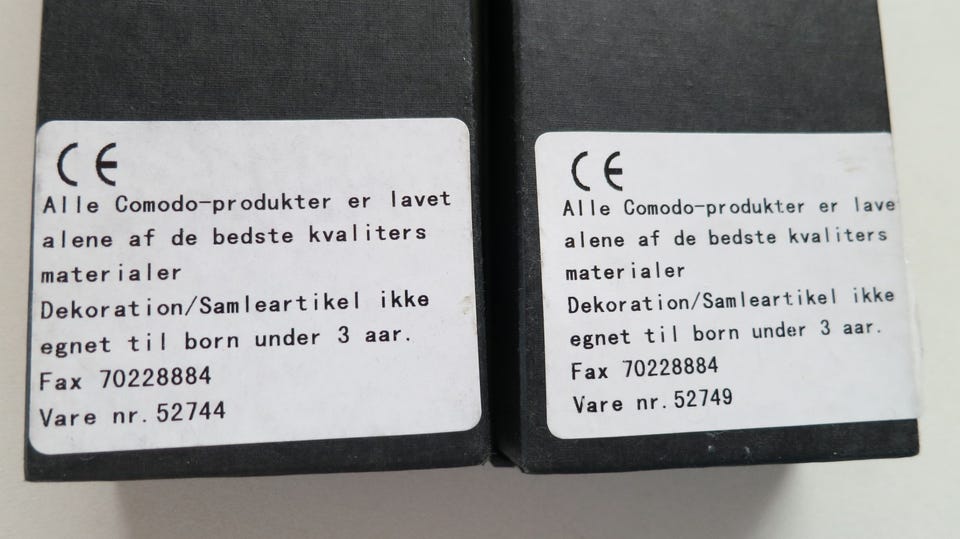 CE
Alle Comodo-produkter er lavet
alene af de bedste kvaliters
materialer
Dekoration/Samleartikel ikke
egnet til born under 3 aar.
Fax 70228884
Vare nr. 52744
CE
Alle Comodo-produkter er lave
alene af de bedste kvaliters
materialer
Dekoration/Samleartikel ikke
egnet til born under 3 aar.
Fax 70228884
Vare nr. 52749